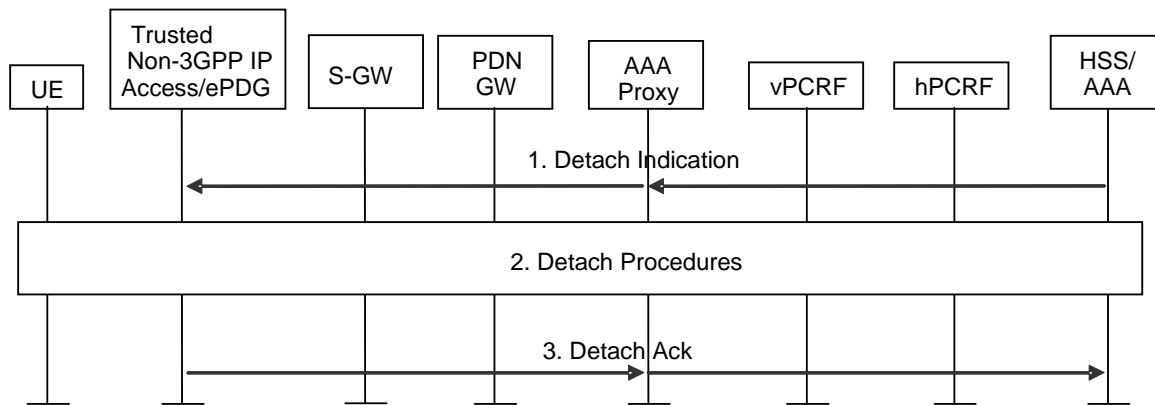 UE
Trusted
Non-3GPP IP
Access/ePDG
S-GW
PDN
GW
AAA
Proxy
vPCRF
hPCRF
HSS/
AAA
1. Detach Indication
2. Detach Procedures
3. Detach Ack